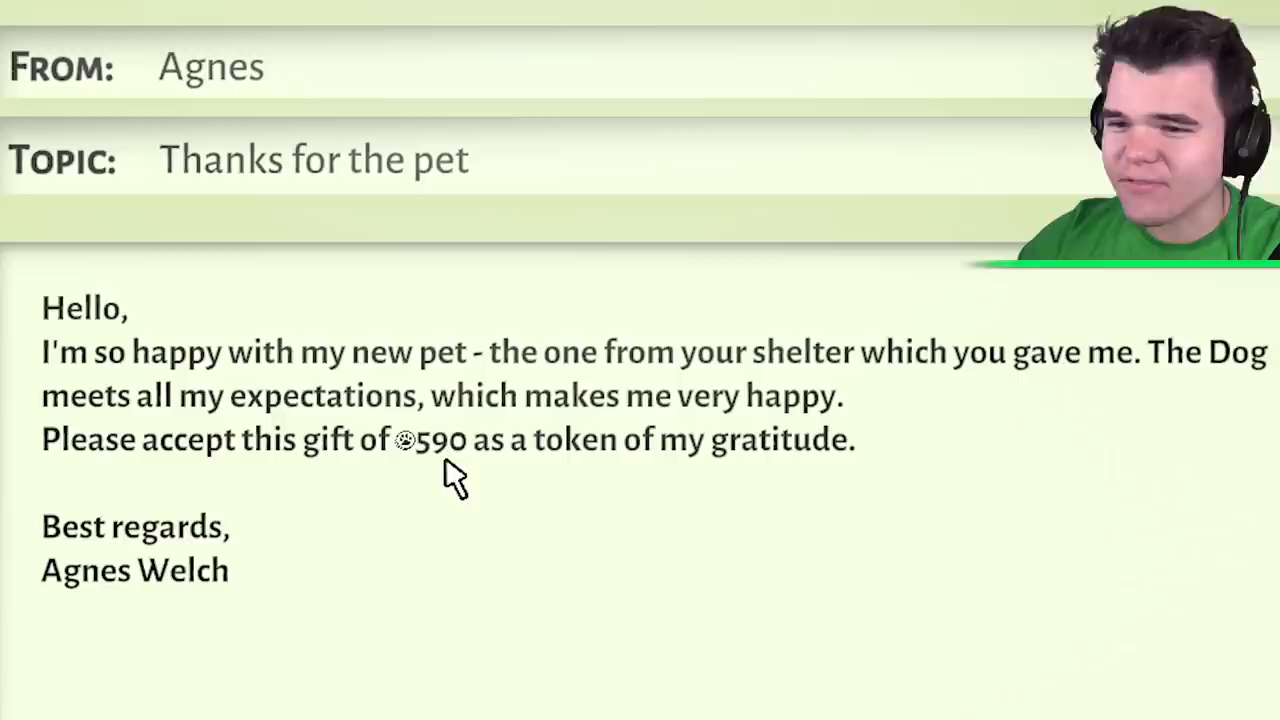 FROM: Agnes
TOPIC: Thanks for the pet
Hello,
I'm so happy with my new pet - the one from your shelter which you gave me. The Dog
meets all my expectations, which makes me very happy.
Please accept this gift of 590 as a token of my gratitude.
Best regards,
Agnes Welch